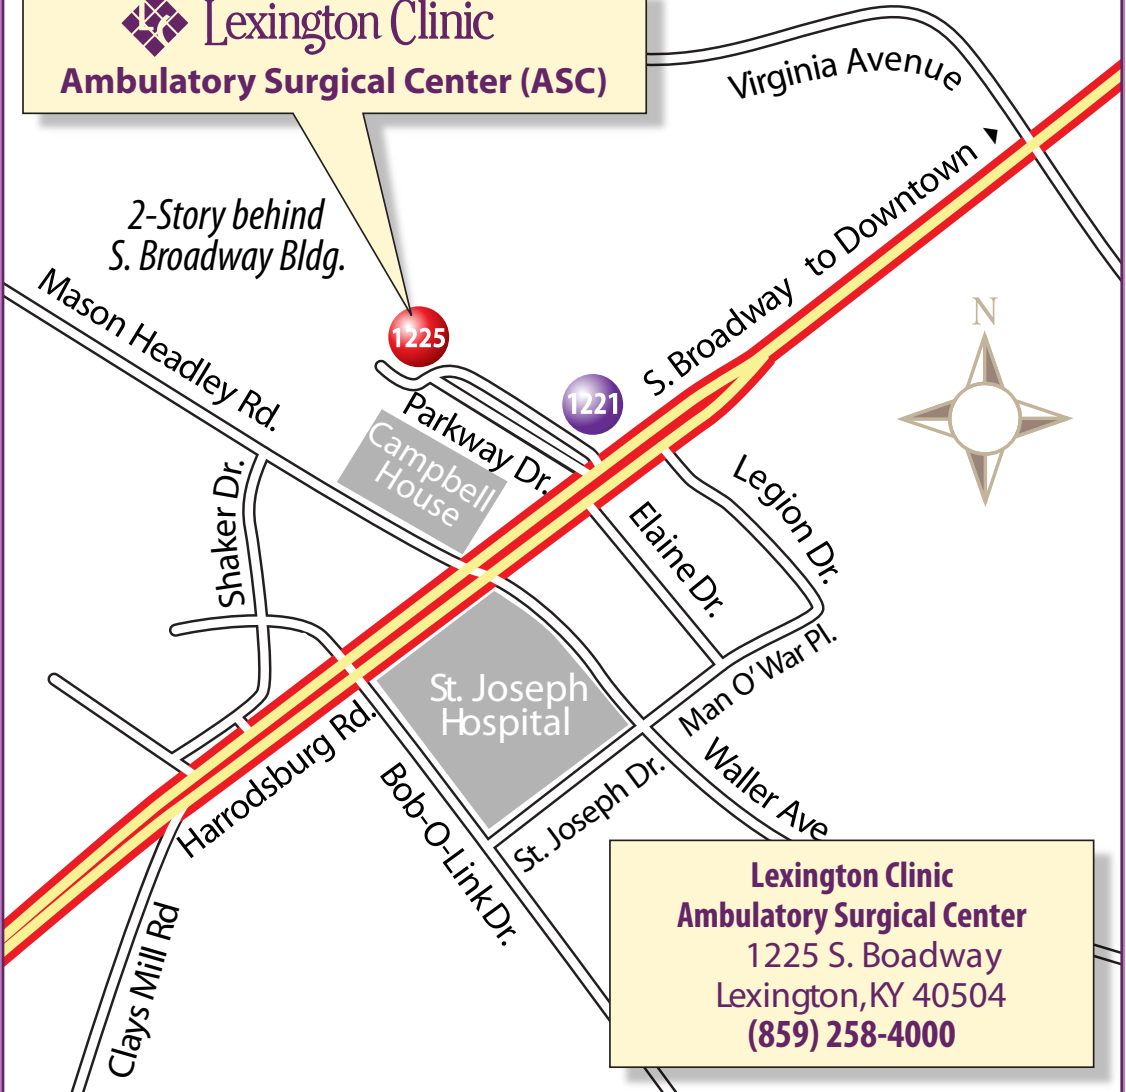 Lexington Clinic
Ambulatory Surgical Center (ASC)
Virginia Avenue
to Downtown
S. Broadway
2-Story behind
S. Broadway Bldg.
N
Mason Headley Rd.
1225
1221
Parkway Dr.
Campbell
House
Legion Dr.
Elaine Dr.
Shaker Dr.
Man O' War Pl.
St. Joseph
Hospital
Harrodsburg Rd.
Waller Ave
St. Joseph Dr.
Bob-O-Link Dr.
Clays Mill Rd
Lexington Clinic
Ambulatory Surgical Center
1225 S. Boadway
Lexington, KY 40504
(859) 258-4000